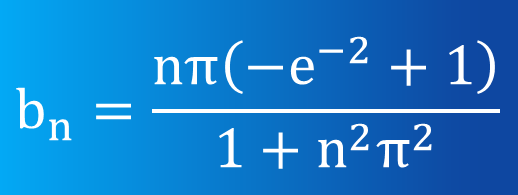 bₙ = nπ(−e⁻² + 1) / 1 + n²π²